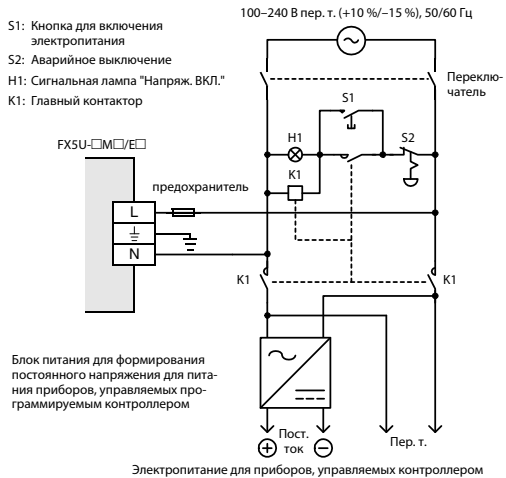 100–240 В пер. т. (+10 %/–15 %), 50/60 Гц
S1: Кнопка для включения
электропитания
S2: Аварийное выключение
H1: Сигнальная лампа "Напряж. ВКЛ."
K1: Главный контактор
Переклю-
чатель
S1
H1
S2
K1
FX5U-□M□/E□
предохранитель
L
N
K1
K1
Блок питания для формирования
постоянного напряжения для пита-
ния приборов, управляемых про-
граммируемым контроллером
Пост.
ток
+
–
Пер. т.
Электропитание для приборов, управляемых контроллером